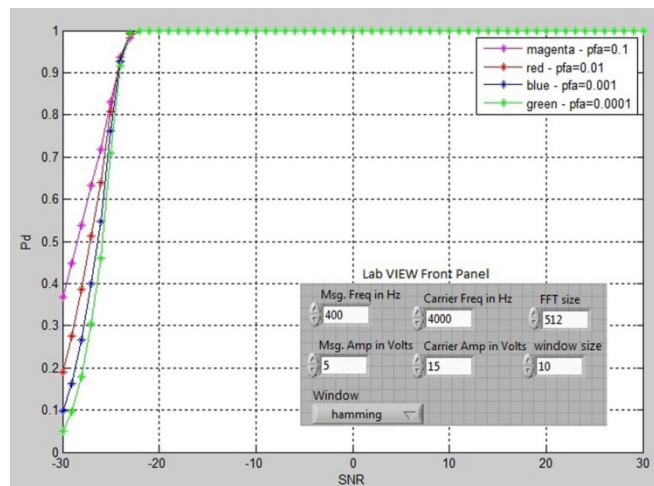 1
0.9
0.8
0.7
0.6
0.5
0.4
0.3
0.2
0.1
0
Pd
-30
-20
-10
0
10
20
30
SNR
magenta - pfa=0.1
red - pfa=0.01
blue - pfa=0.001
green - pfa=0.0001
Lab VIEW Front Panel
Msg. Freq in Hz
Carrier Freq in Hz
FFT size
400
4000
512
Msg. Amp in Volts
Carrier Amp in Volts
window size
5
15
10
Window
hamming